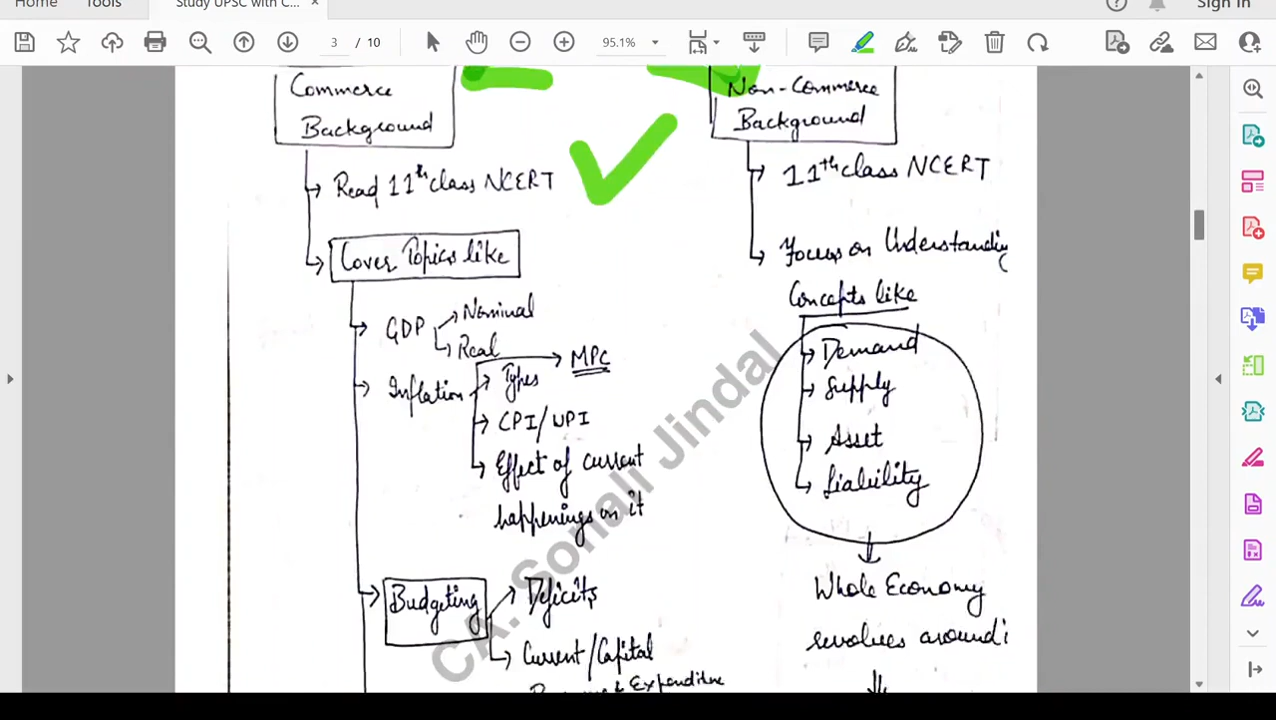 Home
Tools
Study UPSC with C...
×
Sign In
3 / 10
95.1%
Commerce
Background
Read 11th class NCERT
Cover Topics like
GDP
Nominal
Real
Inflation
MPC
Types
CPI/WPI
Effect of current
happenings on it
Budgeting
Deficits
Current/Capital
& Expenditure
Non-Commerce
Background
11th class NCERT
Focus on Understanding
Concepts like
Demand
Supply
Asset
Liability
Whole Economy
revolves around i
CA. Sonali Jindal